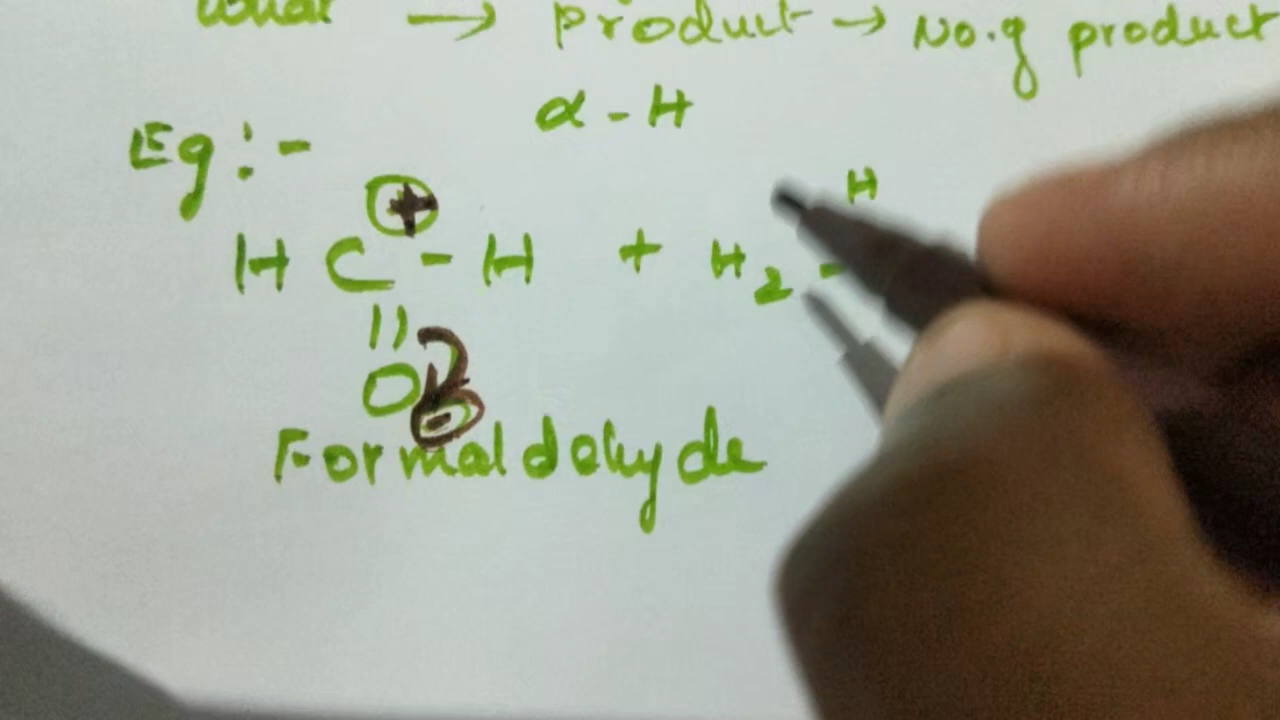 → Product → No. of product
α - H
Eg :-
⊕ H
H C - H + H2 -
||
O ⊖
Formaldehyde